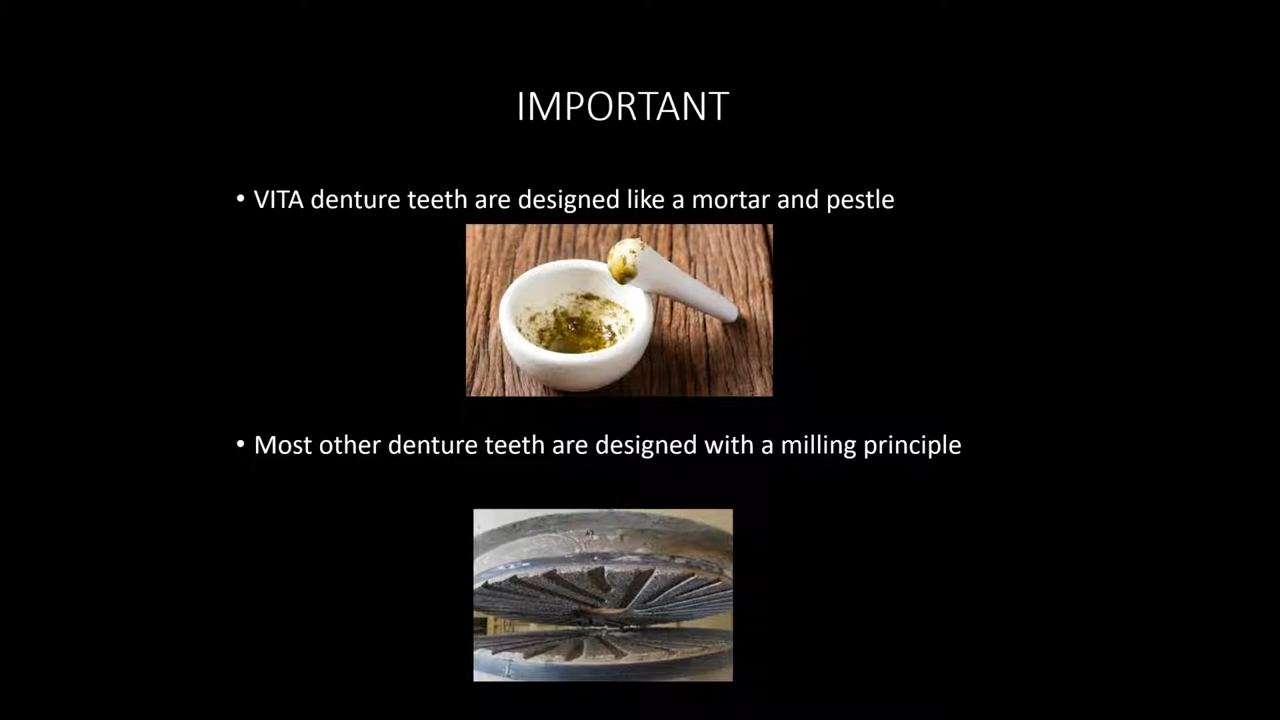 IMPORTANT
• VITA denture teeth are designed like a mortar and pestle
• Most other denture teeth are designed with a milling principle